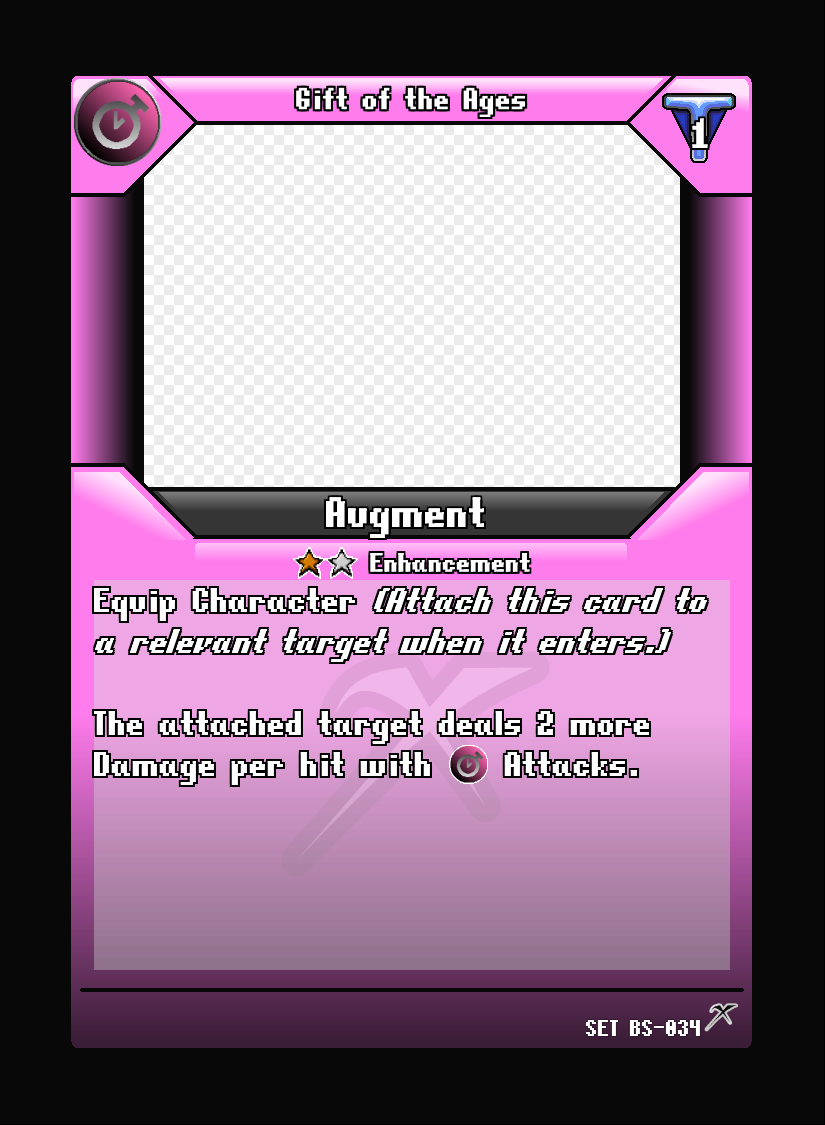 Gift of the Ages
1
Augment
Enhancement
Equip Character (Attach this card to
a relevant target when it enters.)
The attached target deals 2 more
Damage per hit with Attacks.
SET BS-034